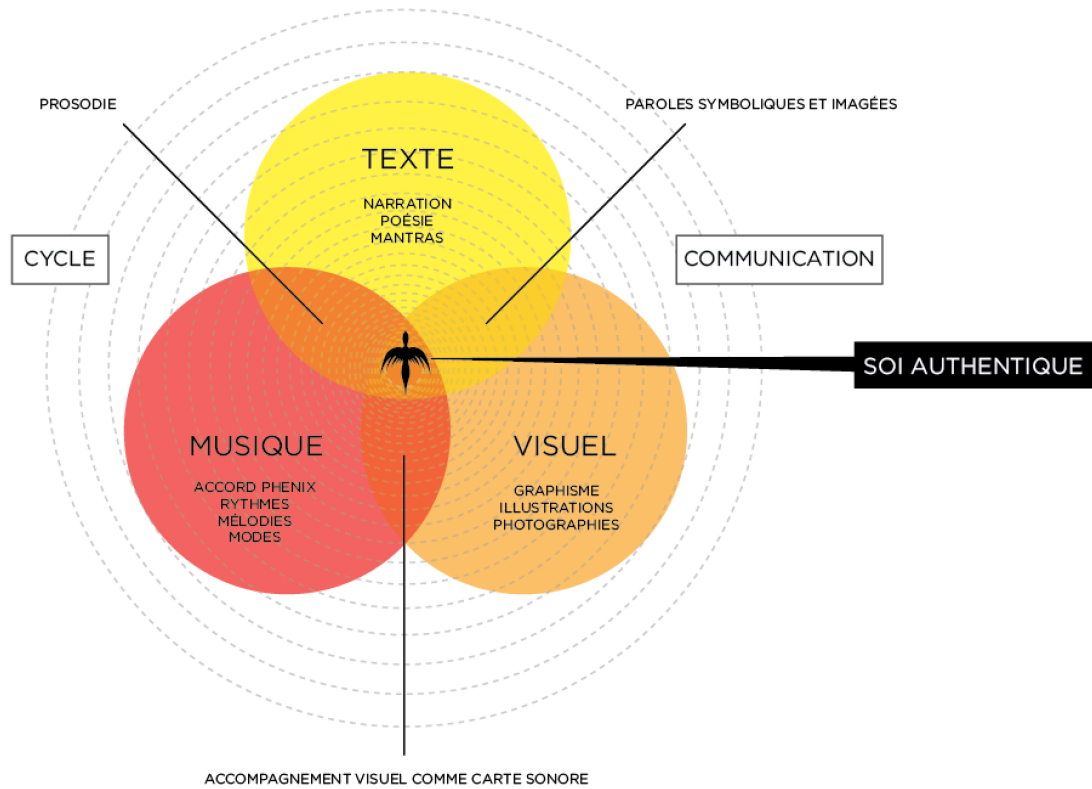 PROSODIE
PAROLES SYMBOLIQUES ET IMAGÉES
TEXTE
NARRATION
POÉSIE
MANTRAS
CYCLE
COMMUNICATION
SOI AUTHENTIQUE
MUSIQUE
ACCORD PHENIX
RYTHMES
MÉLODIES
MODES
VISUEL
GRAPHISME
ILLUSTRATIONS
PHOTOGRAPHIES
ACCOMPAGNEMENT VISUEL COMME CARTE SONORE